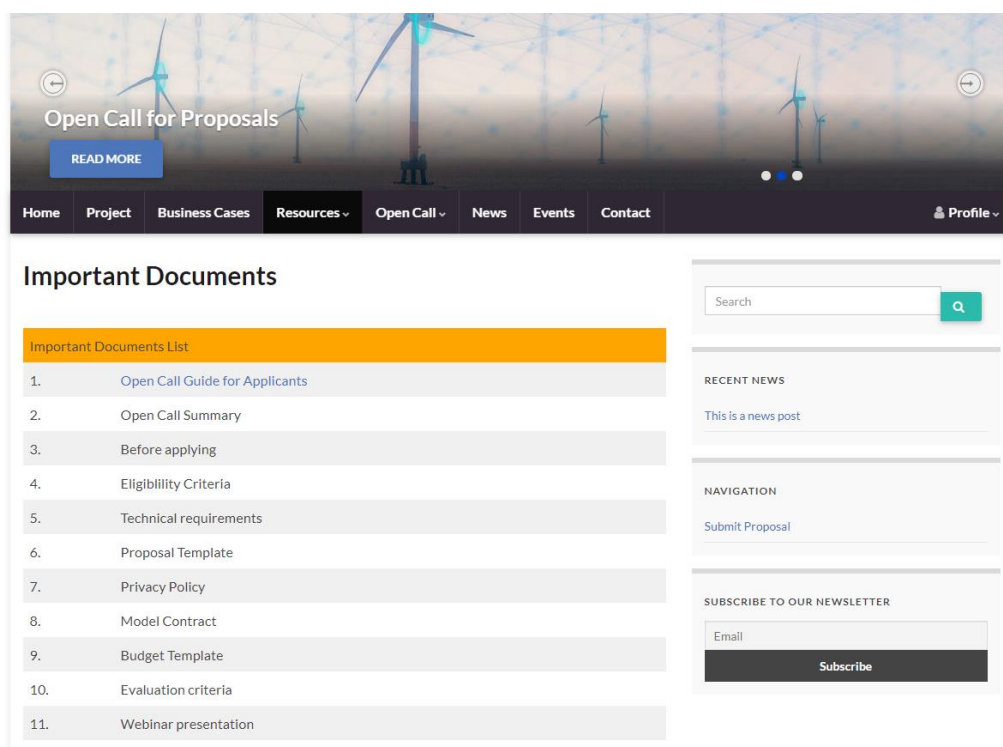 Open Call for Proposals
READ MORE
Home Project Business Cases Resources Open Call News Events Contact Profile
Important Documents
Important Documents List
1. Open Call Guide for Applicants
2. Open Call Summary
3. Before applying
4. Eligiblility Criteria
5. Technical requirements
6. Proposal Template
7. Privacy Policy
8. Model Contract
9. Budget Template
10. Evaluation criteria
11. Webinar presentation
Search
RECENT NEWS
This is a news post
NAVIGATION
Submit Proposal
SUBSCRIBE TO OUR NEWSLETTER
Email
Subscribe